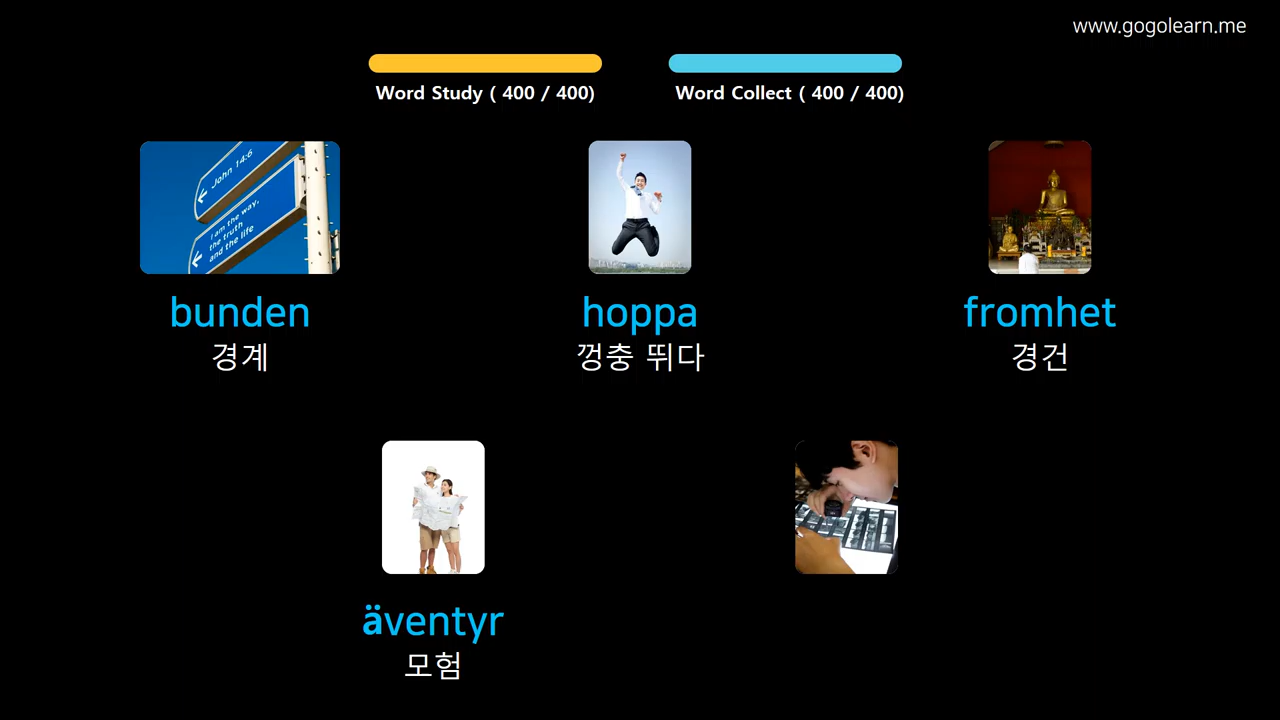 www.gogolearn.me
Word Study ( 400 / 400)
Word Collect ( 400 / 400)
John 14:6
I am the way,
the truth
and the life
bunden
경계
hoppa
껑충 뛰다
fromhet
경건
äventyr
모험